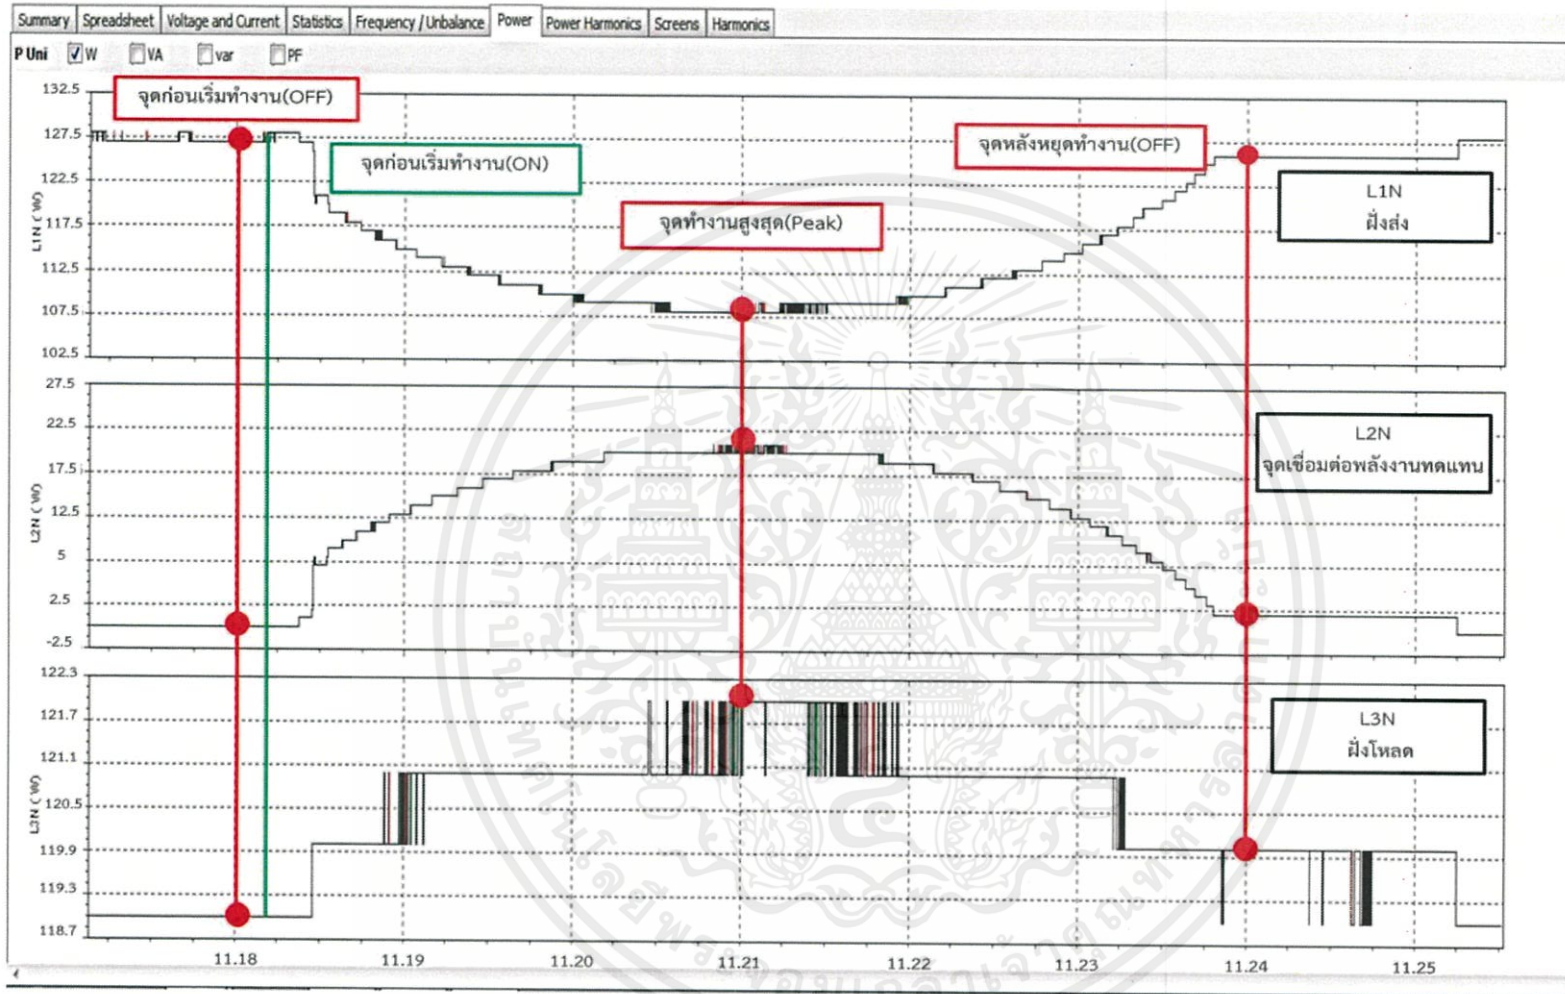 Summary Spreadsheet Voltage and Current Statistics Frequency / Unbalance Power Power Harmonics Screens Harmonics
P Uni W VA var PF
132.5
127.5
122.5
117.5
112.5
107.5
102.5
L1N ( W)
จุดก่อนเริ่มทำงาน(OFF)
จุดก่อนเริ่มทำงาน(ON)
จุดทำงานสูงสุด(Peak)
จุดหลังหยุดทำงาน(OFF)
L1N
ฝั่งส่ง
27.5
22.5
17.5
12.5
5
2.5
-2.5
L2N ( W)
L2N
จุดเชื่อมต่อพลังงานทดแทน
122.3
121.7
121.1
120.5
119.9
119.3
118.7
L3N ( W)
L3N
ฝั่งโหลด
11.18 11.19 11.20 11.21 11.22 11.23 11.24 11.25